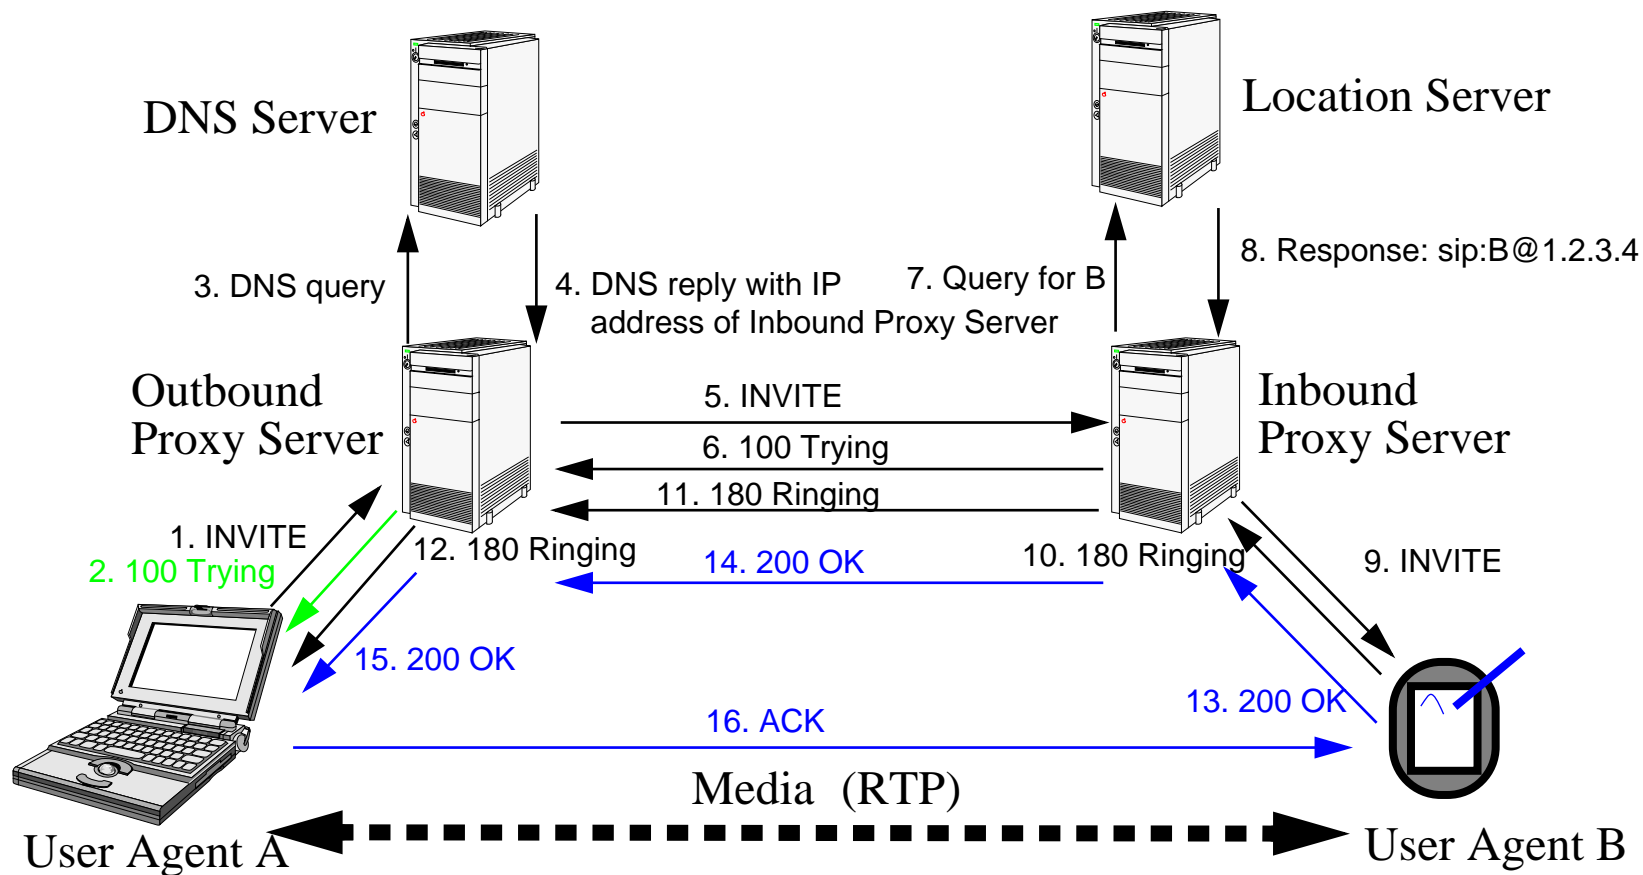 DNS Server
Location Server
3. DNS query
4. DNS reply with IP
address of Inbound Proxy Server
7. Query for B
8. Response: sip:B@1.2.3.4
Outbound
Proxy Server
5. INVITE
6. 100 Trying
11. 180 Ringing
Inbound
Proxy Server
1. INVITE
2. 100 Trying
12. 180 Ringing
14. 200 OK
10. 180 Ringing
9. INVITE
15. 200 OK
13. 200 OK
16. ACK
Media (RTP)
User Agent A
User Agent B